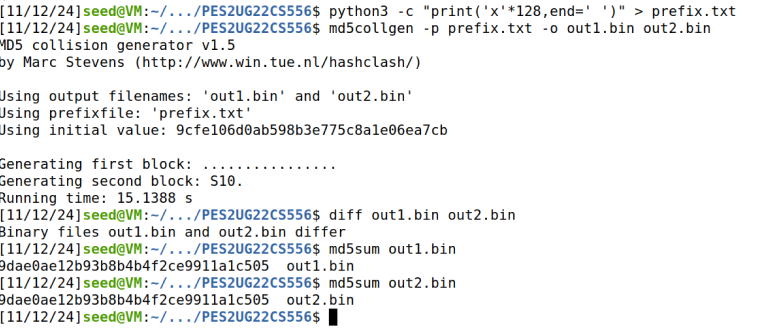 [11/12/24]seed@VM:~/.../PES2UG22CS556$ python3 -c "print('x'*128,end=' ')" > prefix.txt
[11/12/24]seed@VM:~/.../PES2UG22CS556$ md5collgen -p prefix.txt -o out1.bin out2.bin
MD5 collision generator v1.5
by Marc Stevens (http://www.win.tue.nl/hashclash/)

Using output filenames: 'out1.bin' and 'out2.bin'
Using prefixfile: 'prefix.txt'
Using initial value: 9cfe106d0ab598b3e775c8a1e06ea7cb

Generating first block: ................
Generating second block: S10.
Running time: 15.1388 s
[11/12/24]seed@VM:~/.../PES2UG22CS556$ diff out1.bin out2.bin
Binary files out1.bin and out2.bin differ
[11/12/24]seed@VM:~/.../PES2UG22CS556$ md5sum out1.bin
9dae0ae12b93b8b4b4f2ce9911a1c505  out1.bin
[11/12/24]seed@VM:~/.../PES2UG22CS556$ md5sum out2.bin
9dae0ae12b93b8b4b4f2ce9911a1c505  out2.bin
[11/12/24]seed@VM:~/.../PES2UG22CS556$